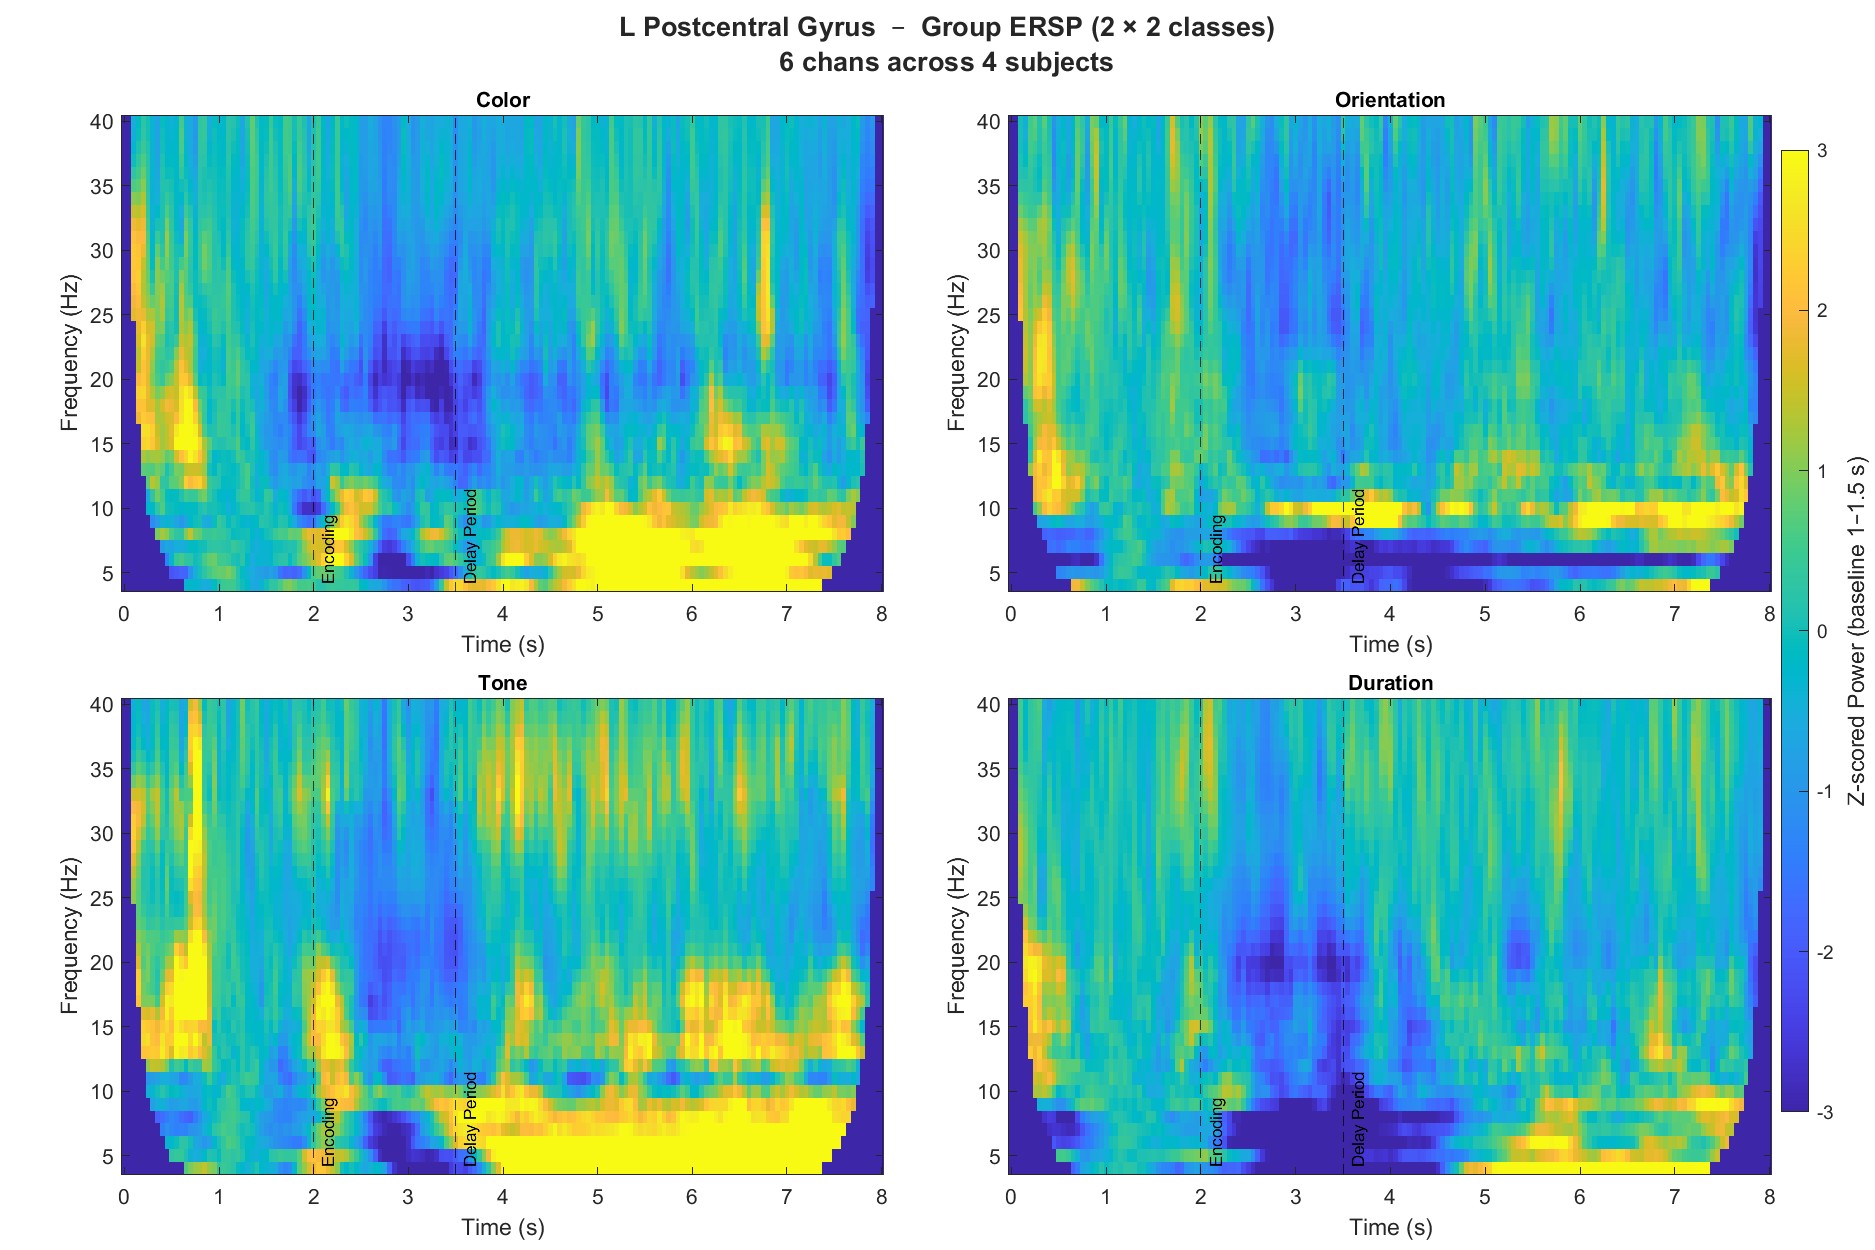 L Postcentral Gyrus – Group ERSP (2 × 2 classes)
6 chans across 4 subjects
Color
40
35
30
25
20
15
10
5
Frequency (Hz)
Encoding
Delay Period
0 1 2 3 4 5 6 7 8
Time (s)
Orientation
40
35
30
25
20
15
10
5
Frequency (Hz)
Encoding
Delay Period
0 1 2 3 4 5 6 7 8
Time (s)
Tone
40
35
30
25
20
15
10
5
Frequency (Hz)
Encoding
Delay Period
0 1 2 3 4 5 6 7 8
Time (s)
Duration
40
35
30
25
20
15
10
5
Frequency (Hz)
Encoding
Delay Period
0 1 2 3 4 5 6 7 8
Time (s)
3
2
1
0
-1
-2
-3
Z-scored Power (baseline 1–1.5 s)